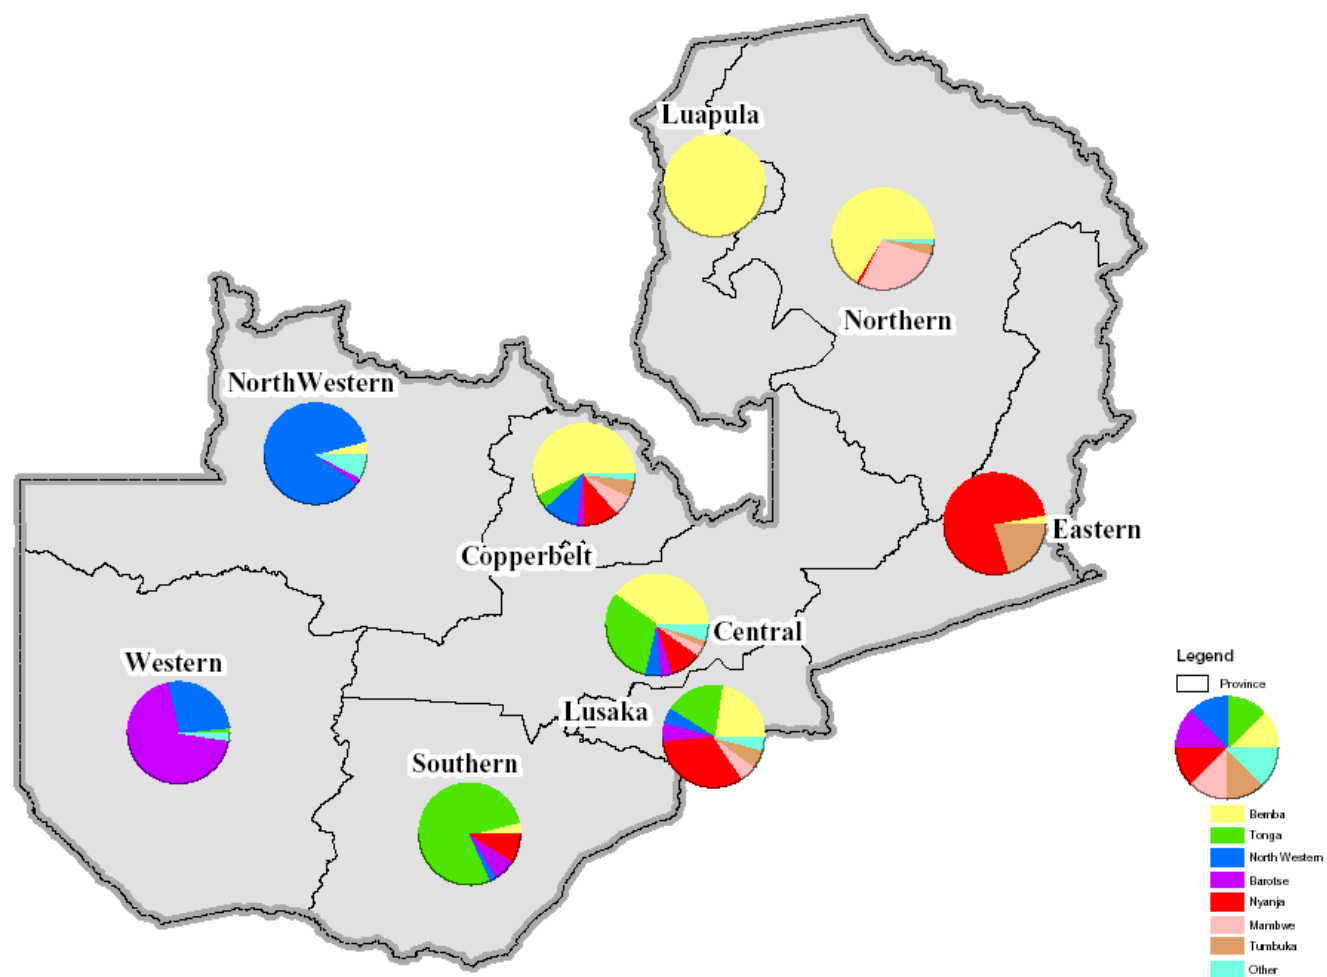 Luapula
Northern
NorthWestern
Copperbelt
Eastern
Central
Western
Lusaka
Southern
Legend
Province
Bemba
Tonga
North Western
Barotse
Nyanja
Mambwe
Tumbuka
Other